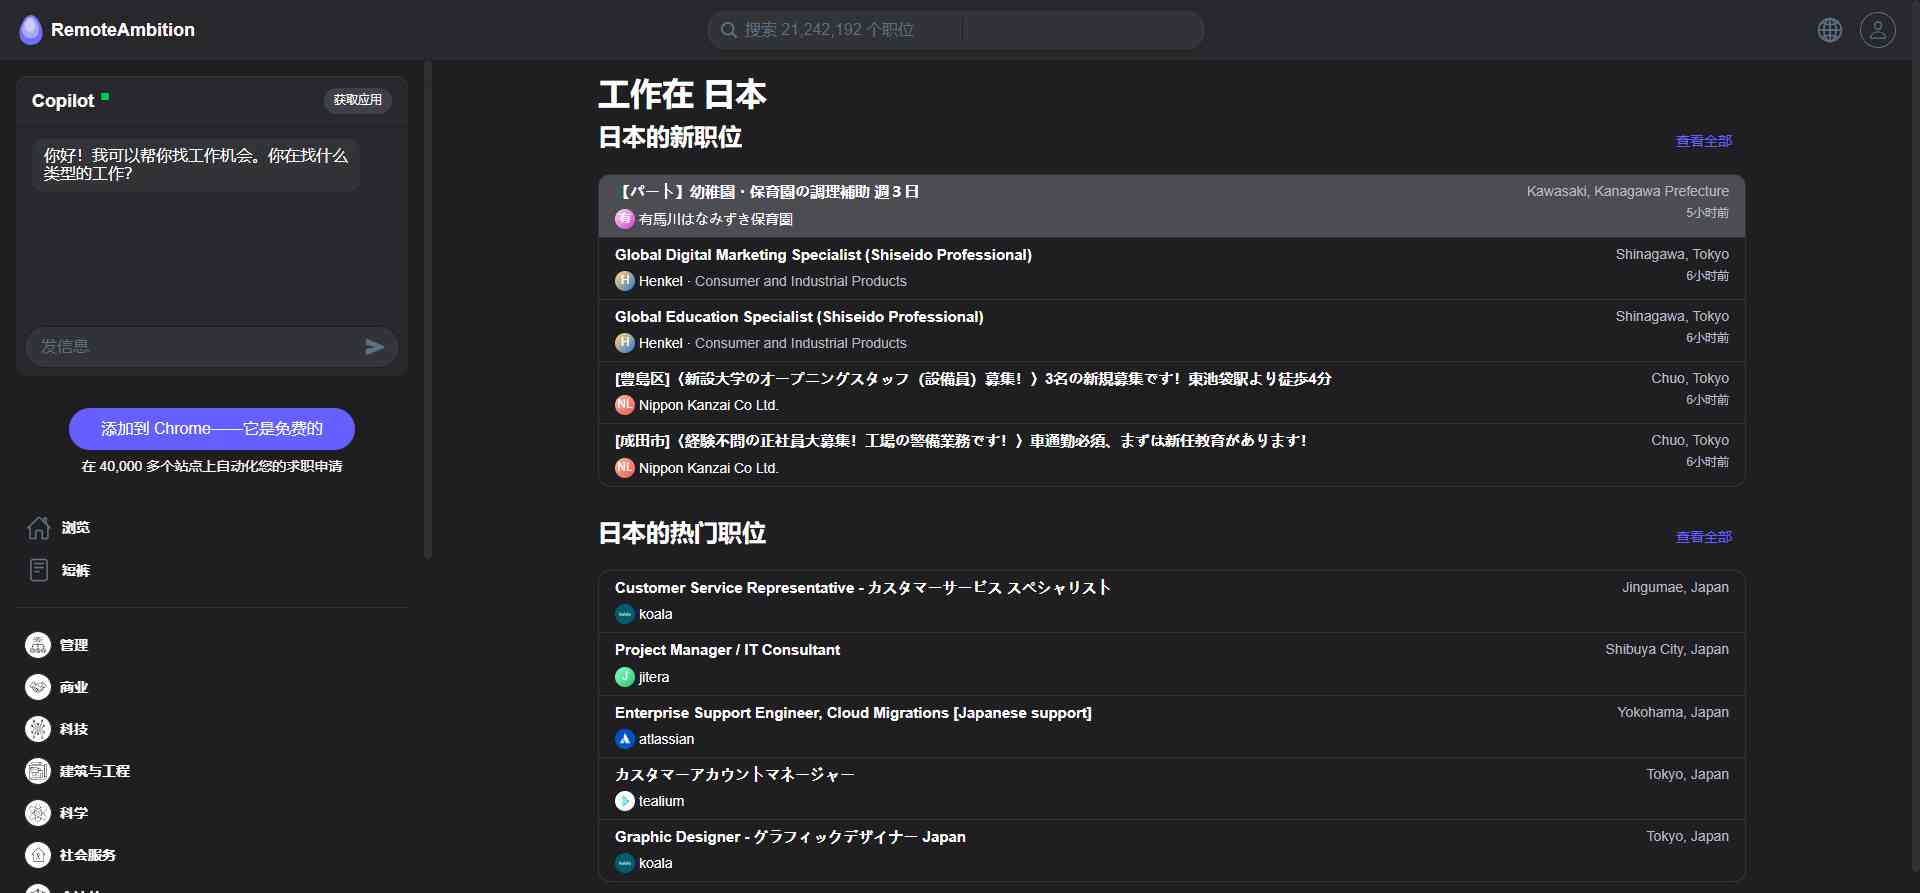 RemoteAmbition
搜索 21,242,192 个职位
Copilot
获取应用
你好！我可以帮你找工作机会。你在找什么
类型的工作?
发信息
添加到 Chrome——它是免费的
在 40,000 多个站点上自动化您的求职申请
浏览
短裤
管理
商业
科技
建筑与工程
科学
社会服务
工作在 日本
日本的新职位
查看全部
【パート】幼稚園・保育園の調理補助 週３日
Kawasaki, Kanagawa Prefecture
有 有馬川はなみずき保育園
5小时前
Global Digital Marketing Specialist (Shiseido Professional)
Shinagawa, Tokyo
H Henkel · Consumer and Industrial Products
6小时前
Global Education Specialist (Shiseido Professional)
Shinagawa, Tokyo
H Henkel · Consumer and Industrial Products
6小时前
[豊島区]〈新設大学のオープニングスタッフ（設備員）募集！〉3名の新規募集です！東池袋駅より徒歩4分
Chuo, Tokyo
NL Nippon Kanzai Co Ltd.
6小时前
[成田市]〈経験不問の正社員大募集！工場の警備業務です！〉車通勤必須、まずは新任教育があります！
Chuo, Tokyo
NL Nippon Kanzai Co Ltd.
6小时前
日本的热门职位
查看全部
Customer Service Representative - カスタマーサービス スペシャリスト
Jingumae, Japan
koala
Project Manager / IT Consultant
Shibuya City, Japan
J jitera
Enterprise Support Engineer, Cloud Migrations [Japanese support]
Yokohama, Japan
atlassian
カスタマーアカウントマネージャー
Tokyo, Japan
tealium
Graphic Designer - グラフィックデザイナー Japan
Tokyo, Japan
koala